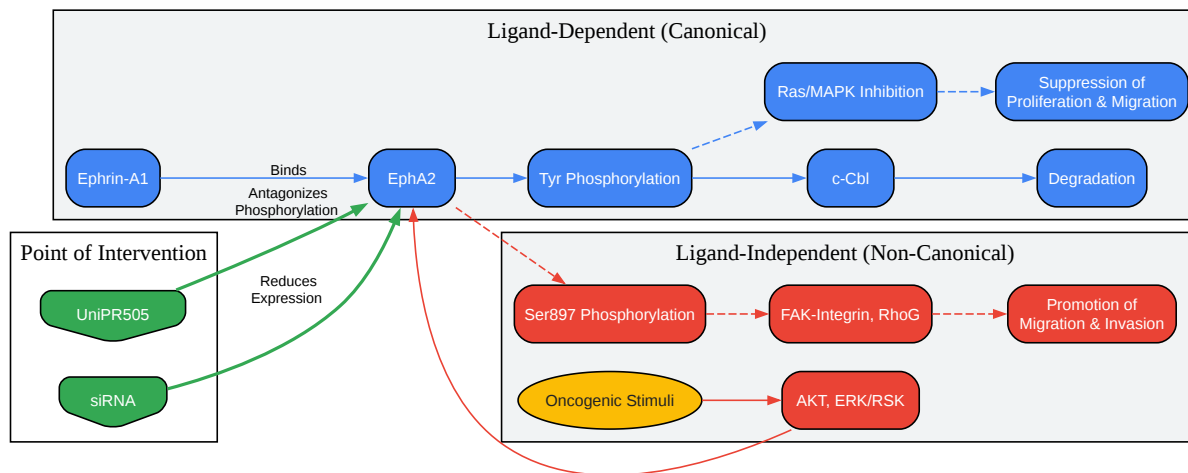 Ligand-Dependent (Canonical)
Ras/MAPK Inhibition
Suppression of
Proliferation & Migration
Ephrin-A1
Binds
EphA2
Tyr Phosphorylation
c-Cbl
Degradation
Antagonizes
Phosphorylation
Point of Intervention
UniPR505
Reduces
Expression
siRNA
Ligand-Independent (Non-Canonical)
Ser897 Phosphorylation
FAK-Integrin, RhoG
Promotion of
Migration & Invasion
Oncogenic Stimuli
AKT, ERK/RSK